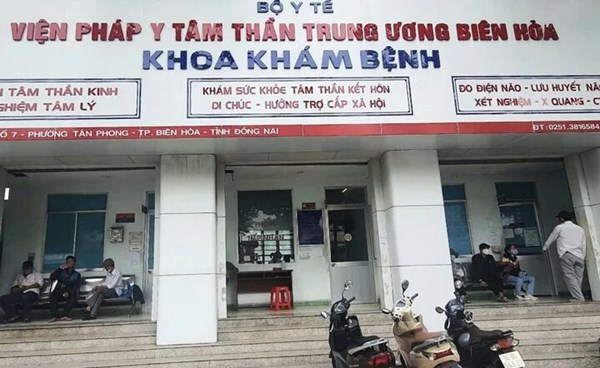 BỘ Y TẾ
VIỆN PHÁP Y TÂM THẦN TRUNG ƯƠNG BIÊN HÒA
KHOA KHÁM BỆNH
TÂM THẦN KINH
NGHIỆM TÂM LÝ
KHÁM SỨC KHỎE TÂM THẦN KẾT HÔN
DI CHÚC - HƯỞNG TRỢ CẤP XÃ HỘI
ĐO ĐIỆN NÃO - LƯU HUYẾT NÃO
XÉT NGHIỆM - X QUANG - C
Ố 7 - PHƯỜNG TÂN PHONG - TP. BIÊN HÒA - TỈNH ĐỒNG NAI
ĐT: 0251.3816584